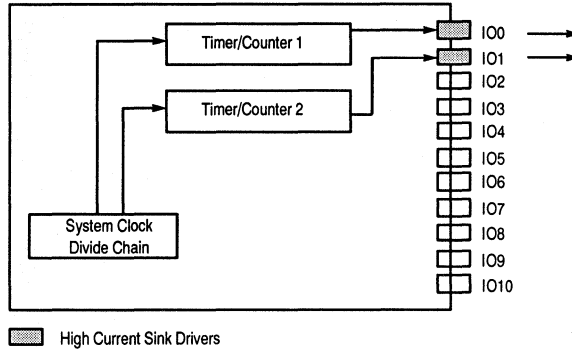 Timer/Counter 1
Timer/Counter 2
System Clock
Divide Chain
IO0
IO1
IO2
IO3
IO4
IO5
IO6
IO7
IO8
IO9
IO10
High Current Sink Drivers